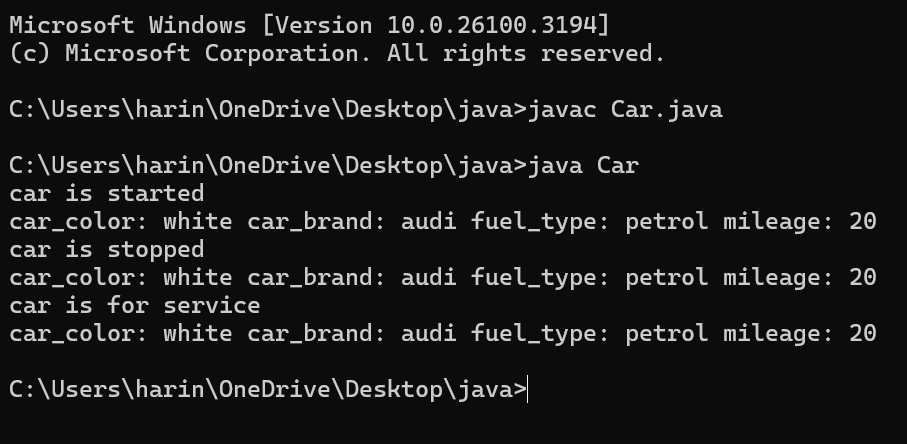 Microsoft Windows [Version 10.0.26100.3194]
(c) Microsoft Corporation. All rights reserved.
C:\Users\harin\OneDrive\Desktop\java>javac Car.java
C:\Users\harin\OneDrive\Desktop\java>java Car
car is started
car_color: white car_brand: audi fuel_type: petrol mileage: 20
car is stopped
car_color: white car_brand: audi fuel_type: petrol mileage: 20
car is for service
car_color: white car_brand: audi fuel_type: petrol mileage: 20
C:\Users\harin\OneDrive\Desktop\java>